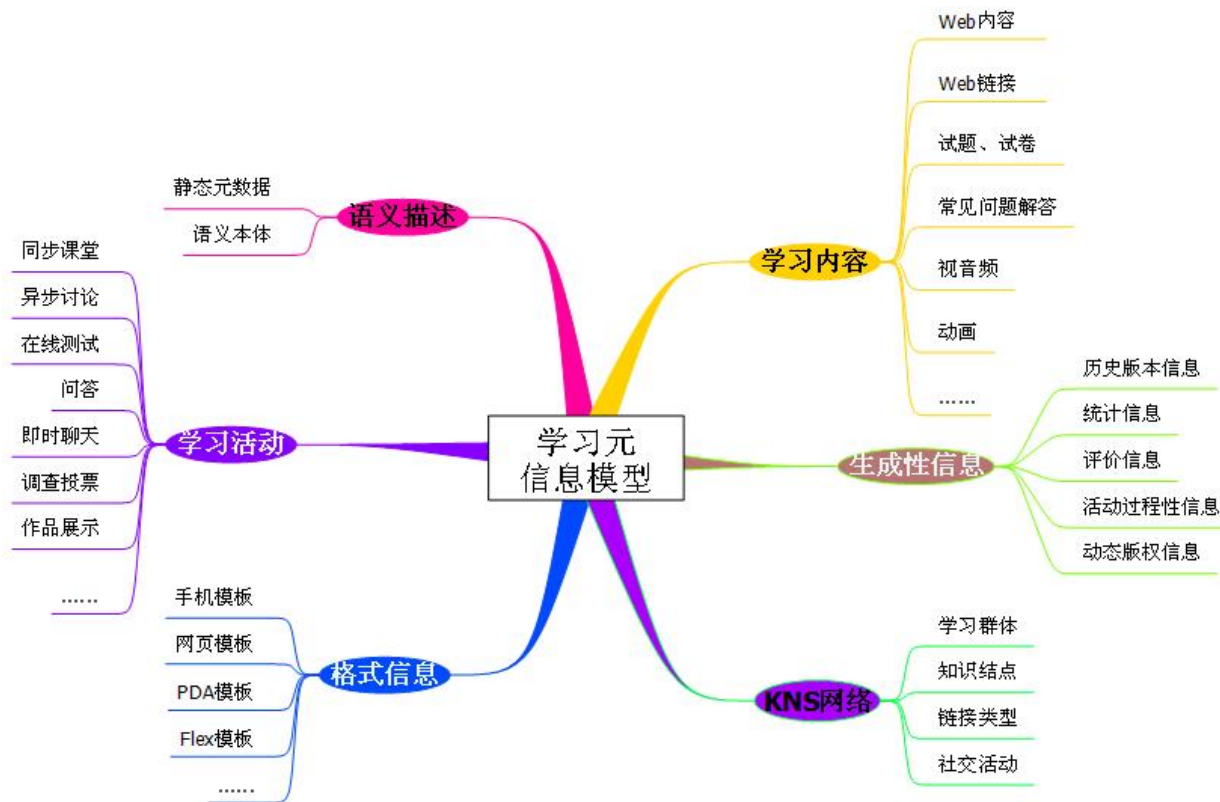 学习元
信息模型
语义描述
静态元数据
语义本体
学习活动
同步课堂
异步讨论
在线测试
问答
即时聊天
调查投票
作品展示
......
格式信息
手机模板
网页模板
PDA模板
Flex模板
......
学习内容
Web内容
Web链接
试题、试卷
常见问题解答
视音频
动画
......
生成性信息
历史版本信息
统计信息
评价信息
活动过程性信息
动态版权信息
KNS网络
学习群体
知识结点
链接类型
社交活动